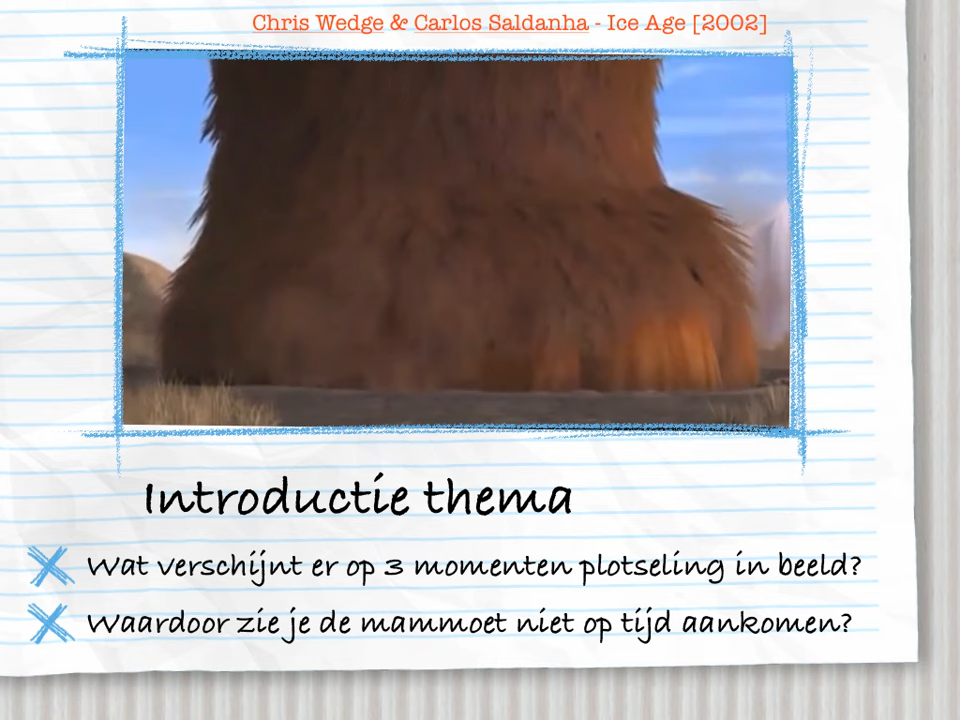 Chris Wedge & Carlos Saldanha - Ice Age [2002]
Introductie thema
Wat verschijnt er op 3 momenten plotseling in beeld?
Waardoor zie je de mammoet niet op tijd aankomen?